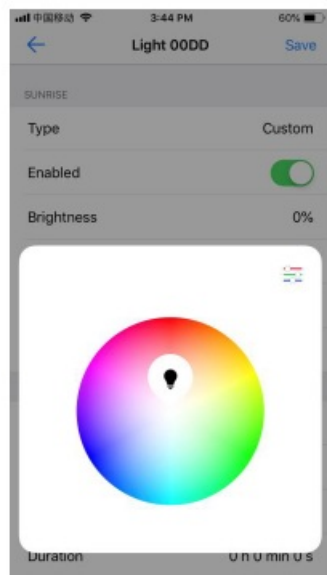 中国移动 3:44 PM 60%
Light 00DD Save
SUNRISE
Type Custom
Enabled
Brightness 0%
Duration 0 h 0 min 0 s